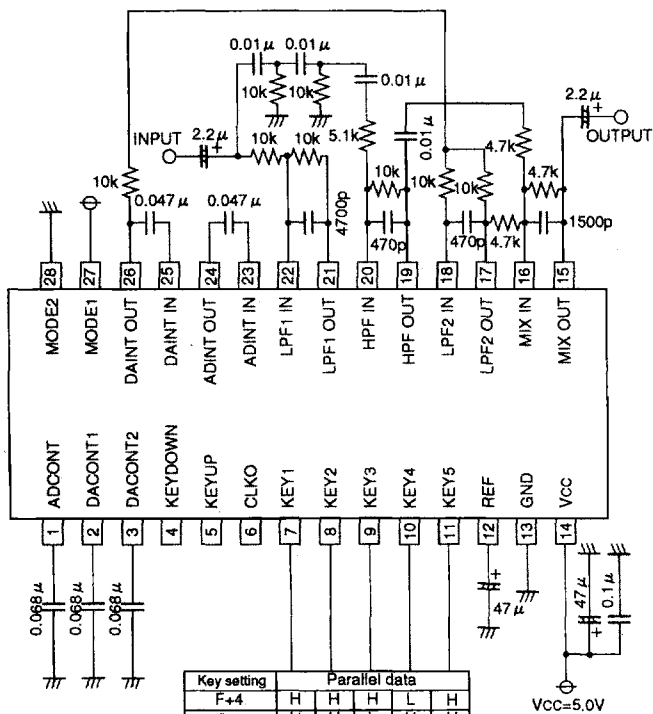 0.01μ 0.01μ
0.01μ
10k 10k
2.2μ
OUTPUT
INPUT 2.2μ
10k 10k
5.1k
0.01μ
4.7k
4.7k
10k
0.047μ 0.047μ
4700p
10k
470p
10k 10k
470p
4.7k
1500p
28 27 26 25 24 23 22 21 20 19 18 17 16 15
MODE2
MODE1
DAINT OUT
DAINT IN
ADINT OUT
ADINT IN
LPF1 IN
LPF1 OUT
HPF IN
HPF OUT
LPF2 IN
LPF2 OUT
MIX IN
MIX OUT
ADCONT
DACONT1
DACONT2
KEYDOWN
KEYUP
CLKO
KEY1
KEY2
KEY3
KEY4
KEY5
REF
GND
VCC
1 2 3 4 5 6 7 8 9 10 11 12 13 14
0.068μ
0.068μ
0.068μ
47μ
47μ
0.1μ
VCC=5.0V
Key setting Parallel data
F+4 H H H L H